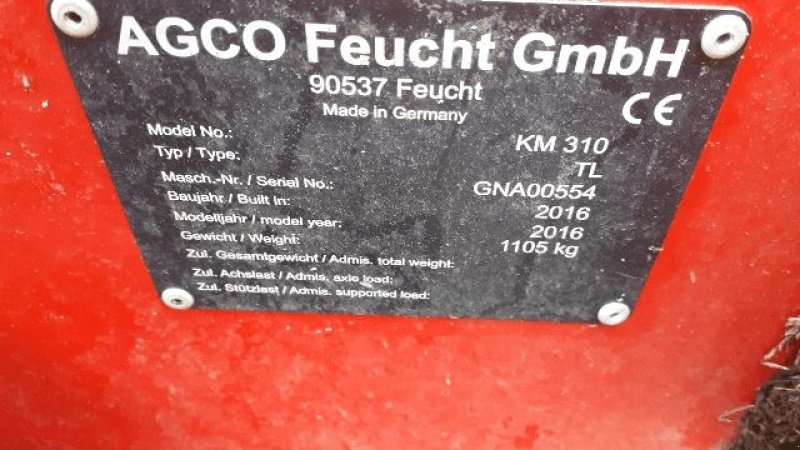 AGCO Feucht GmbH
90537 Feucht
Made in Germany
CE
Model No.: KM 310
Typ / Type: TL
Masch.-Nr. / Serial No.: GNA00554
Baujahr / Built in: 2016
Modelljahr / model year: 2016
Gewicht / Weight: 1105 kg
Zul. Gesamtgewicht / Admis. total weight:
Zul. Achslast / Admis. axle load:
Zul. Stützlast / Admis. supported load: